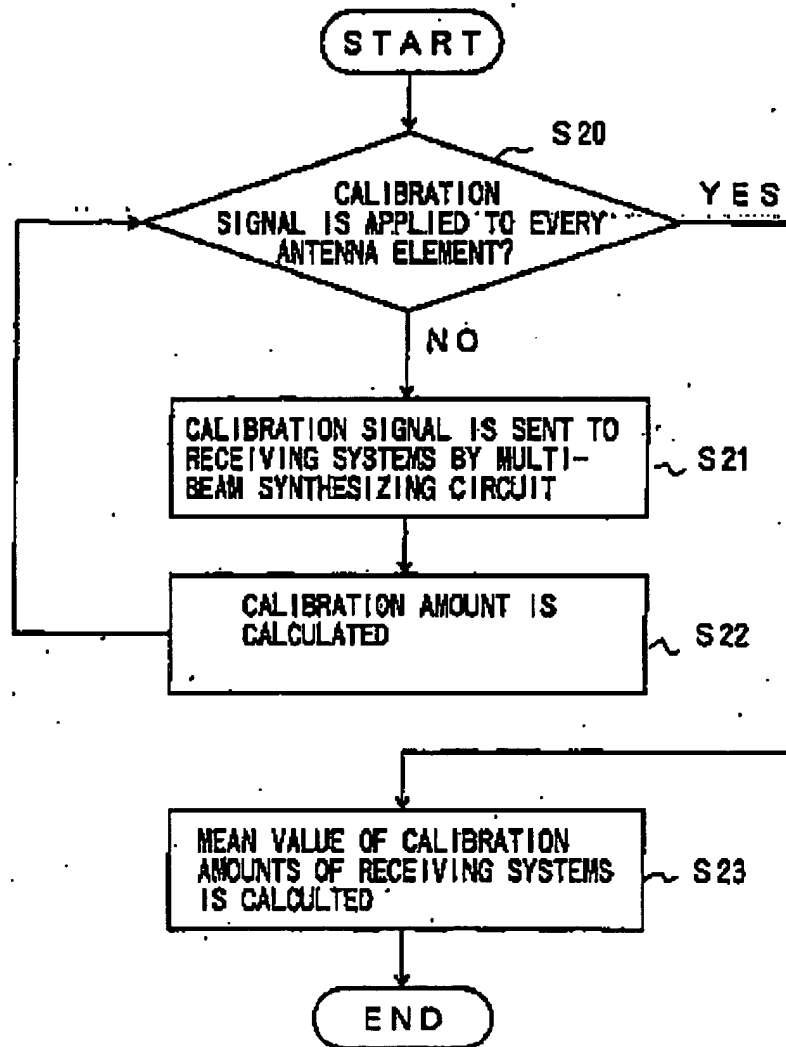 START
S20
CALIBRATION
SIGNAL IS APPLIED TO EVERY
ANTENNA ELEMENT?
YES
NO
CALIBRATION SIGNAL IS SENT TO
RECEIVING SYSTEMS BY MULTI-
BEAM SYNTHESIZING CIRCUIT
S21
CALIBRATION AMOUNT IS
CALCULATED
S22
MEAN VALUE OF CALIBRATION
AMOUNTS OF RECEIVING SYSTEMS
IS CALCULTED
S23
END